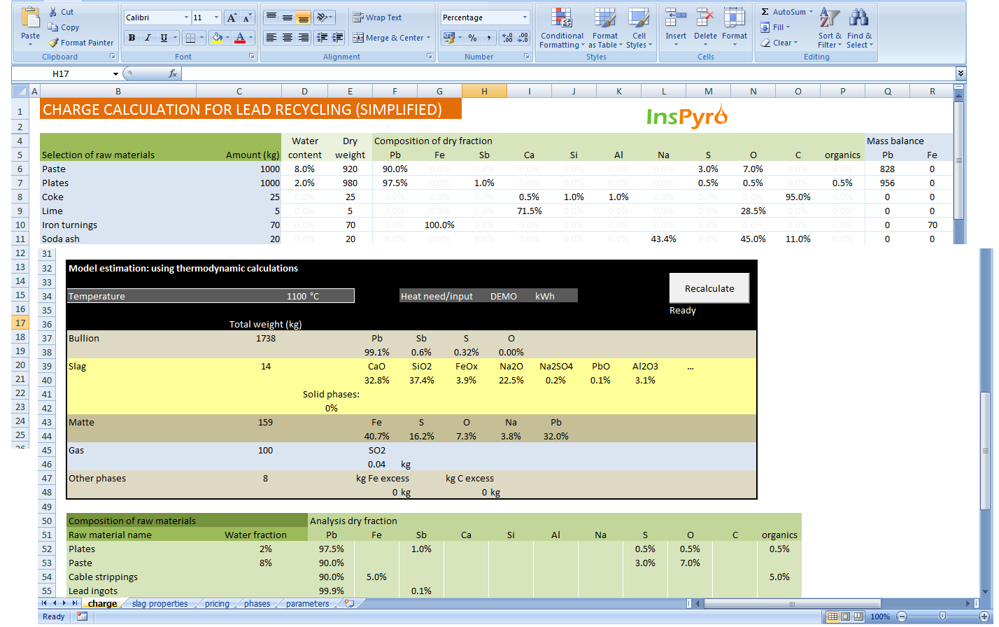 Cut
Copy
Format Painter
Paste
Clipboard
Calibri 11 A A
B I U A
Font
Wrap Text
Merge & Center
Alignment
Percentage
% , .00 .00
Number
Conditional Formatting
Format as Table
Cell Styles
Styles
Insert Delete Format
Cells
Σ AutoSum
Fill
Clear
Sort & Filter
Find & Select
Editing
H17 fx
A B C D E F G H I J K L M N O P Q R
1 CHARGE CALCULATION FOR LEAD RECYCLING (SIMPLIFIED) InsPyro
2
4 Water Dry Composition of dry fraction Mass balance
5 Selection of raw materials Amount (kg) content weight Pb Fe Sb Ca Si Al Na S O C organics Pb Fe
6 Paste 1000 8.0% 920 90.0% 0.0% 0.0% 0.0% 0.0% 0.0% 0.0% 3.0% 7.0% 0.0% 0.0% 828 0
7 Plates 1000 2.0% 980 97.5% 0.0% 1.0% 0.0% 0.0% 0.0% 0.0% 0.5% 0.5% 0.0% 0.5% 956 0
8 Coke 25 0.0% 25 0.0% 0.0% 0.0% 0.5% 1.0% 1.0% 0.0% 0.0% 0.0% 95.0% 0.0% 0 0
9 Lime 5 0.0% 5 0.0% 0.0% 0.0% 71.5% 0.0% 0.0% 0.0% 0.0% 28.5% 0.0% 0.0% 0 0
10 Iron turnings 70 0.0% 70 0.0% 100.0% 0.0% 0.0% 0.0% 0.0% 0.0% 0.0% 0.0% 0.0% 0.0% 0 70
11 Soda ash 20 0.0% 20 0.0% 0.0% 0.0% 0.0% 0.0% 0.0% 43.4% 0.0% 45.0% 11.0% 0.0% 0 0
12 31
13 32 Model estimation: using thermodynamic calculations
14 33
15 34 Temperature 1100 °C Heat need/input DEMO kWh Recalculate
16 35 Ready
17 36 Total weight (kg)
18 37 Bullion 1738 Pb Sb S O
19 38 99.1% 0.6% 0.32% 0.00%
20 39 Slag 14 CaO SiO2 FeOx Na2O Na2SO4 PbO Al2O3 ...
21 40 32.8% 37.4% 3.9% 22.5% 0.2% 0.1% 3.1%
22 41 Solid phases:
23 42 0%
24 43 Matte 159 Fe S O Na Pb
25 44 40.7% 16.2% 7.3% 3.8% 32.0%
26 45 Gas 100 SO2
46 0.04 kg
47 Other phases 8 kg Fe excess kg C excess
48 0 kg 0 kg
49
50 Composition of raw materials Analysis dry fraction
51 Raw material name Water fraction Pb Fe Sb Ca Si Al Na S O C organics
52 Plates 2% 97.5% 1.0% 0.5% 0.5% 0.5%
53 Paste 8% 90.0% 3.0% 7.0%
54 Cable strippings 90.0% 5.0% 5.0%
55 Lead ingots 99.9% 0.1%
charge slag properties pricing phases parameters
Ready 100%